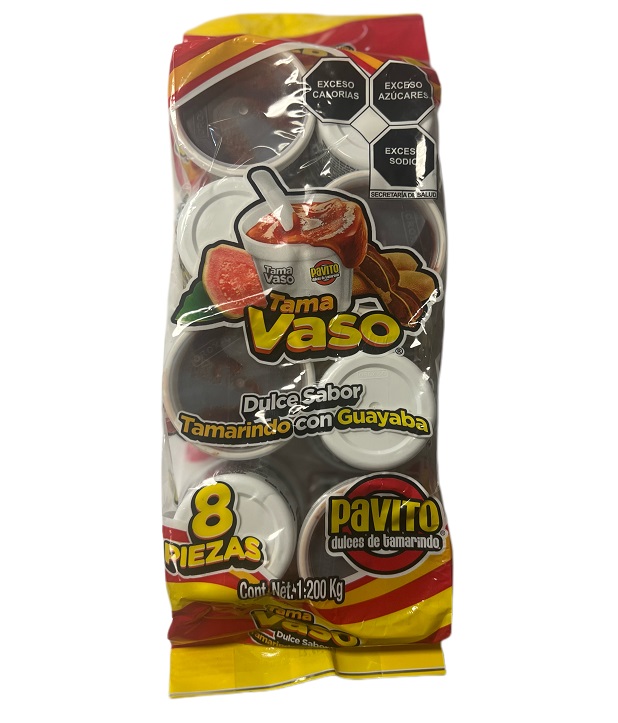 EXCESO
CALORÍAS
EXCESO
AZÚCARES
EXCESO
SODIO
SECRETARÍA DE SALUD
Tama
Vaso
PAVITO
Tama
Vaso
Dulce Sabor
Tamarindo con Guayaba
8
PIEZAS
PAVITO
dulces de tamarindo
Cont. Net. 1.200 Kg
Tama
Vaso
Dulce Sabor